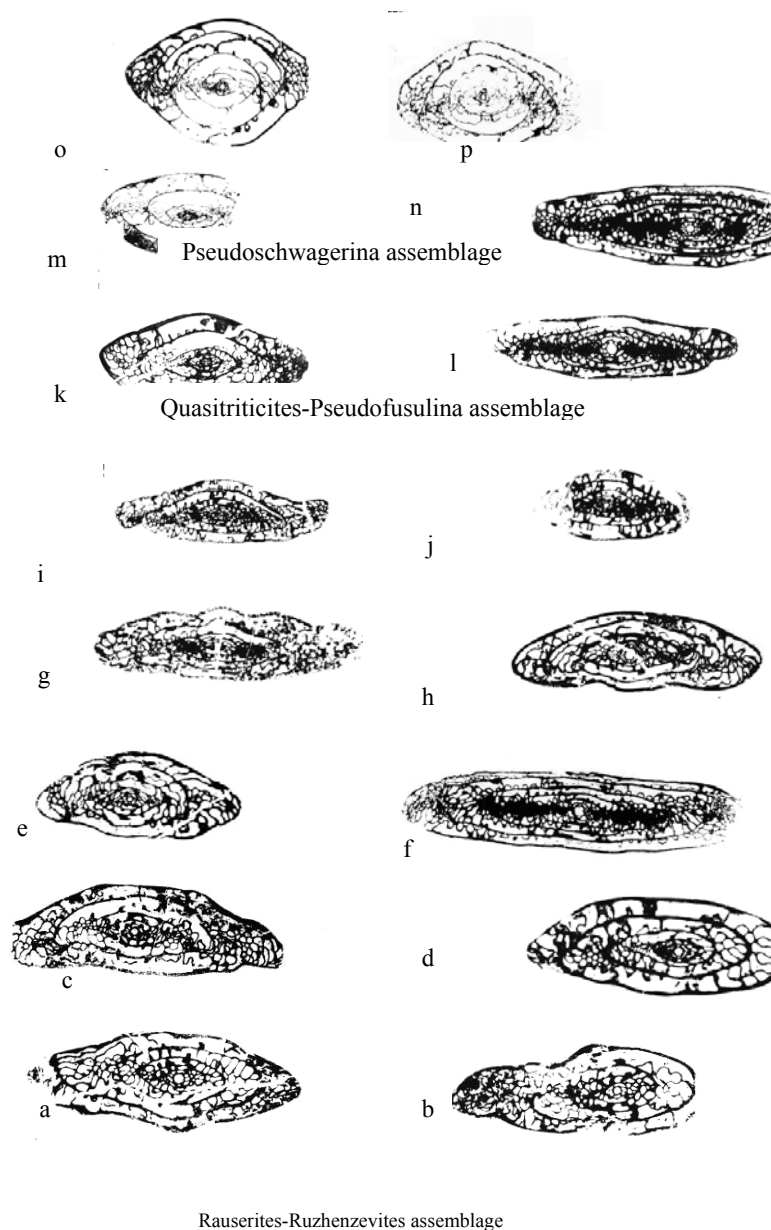 o p
n
m Pseudoschwagerina assemblage
l
k
Quasitriticites-Pseudofusulina assemblage
j
i
g
h
e
f
d
c
a b
Rauserites-Ruzhenzevites assemblage